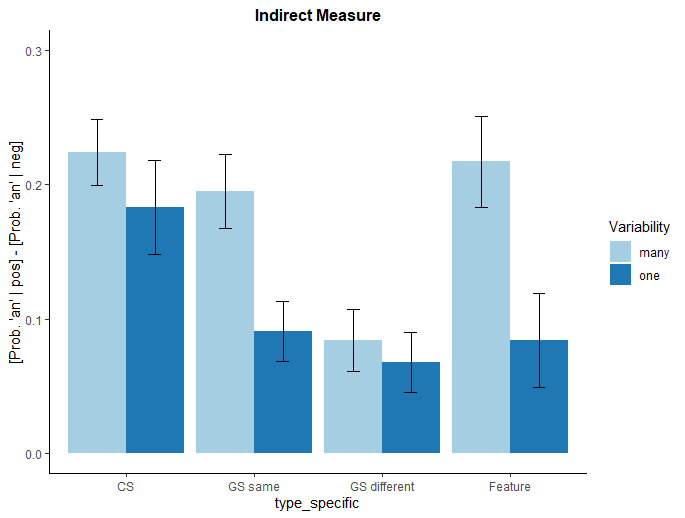 Indirect Measure
[Prob. 'an' | pos] - [Prob. 'an' | neg]
0.3
0.2
0.1
0.0
CS
GS same
GS different
Feature
type_specific
Variability
many
one